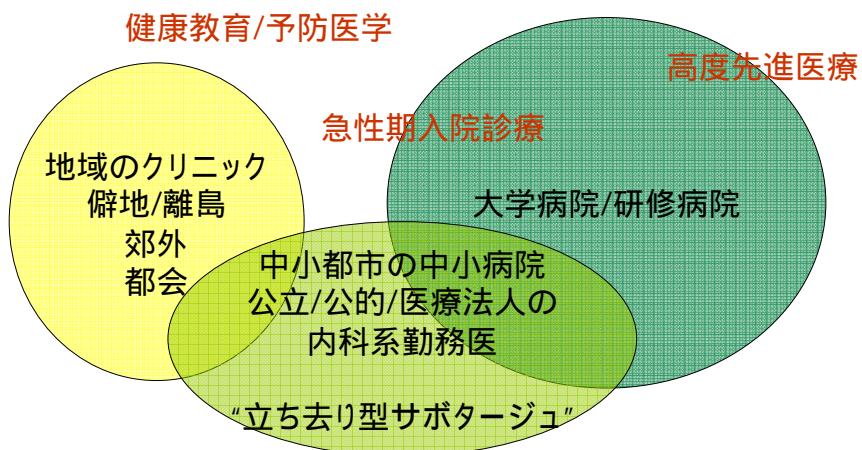 健康教育/予防医学
高度先進医療
急性期入院診療
地域のクリニック
僻地/離島
郊外
都会
大学病院/研修病院
中小都市の中小病院
公立/公的/医療法人の
内科系勤務医
“立ち去り型サボタージュ”